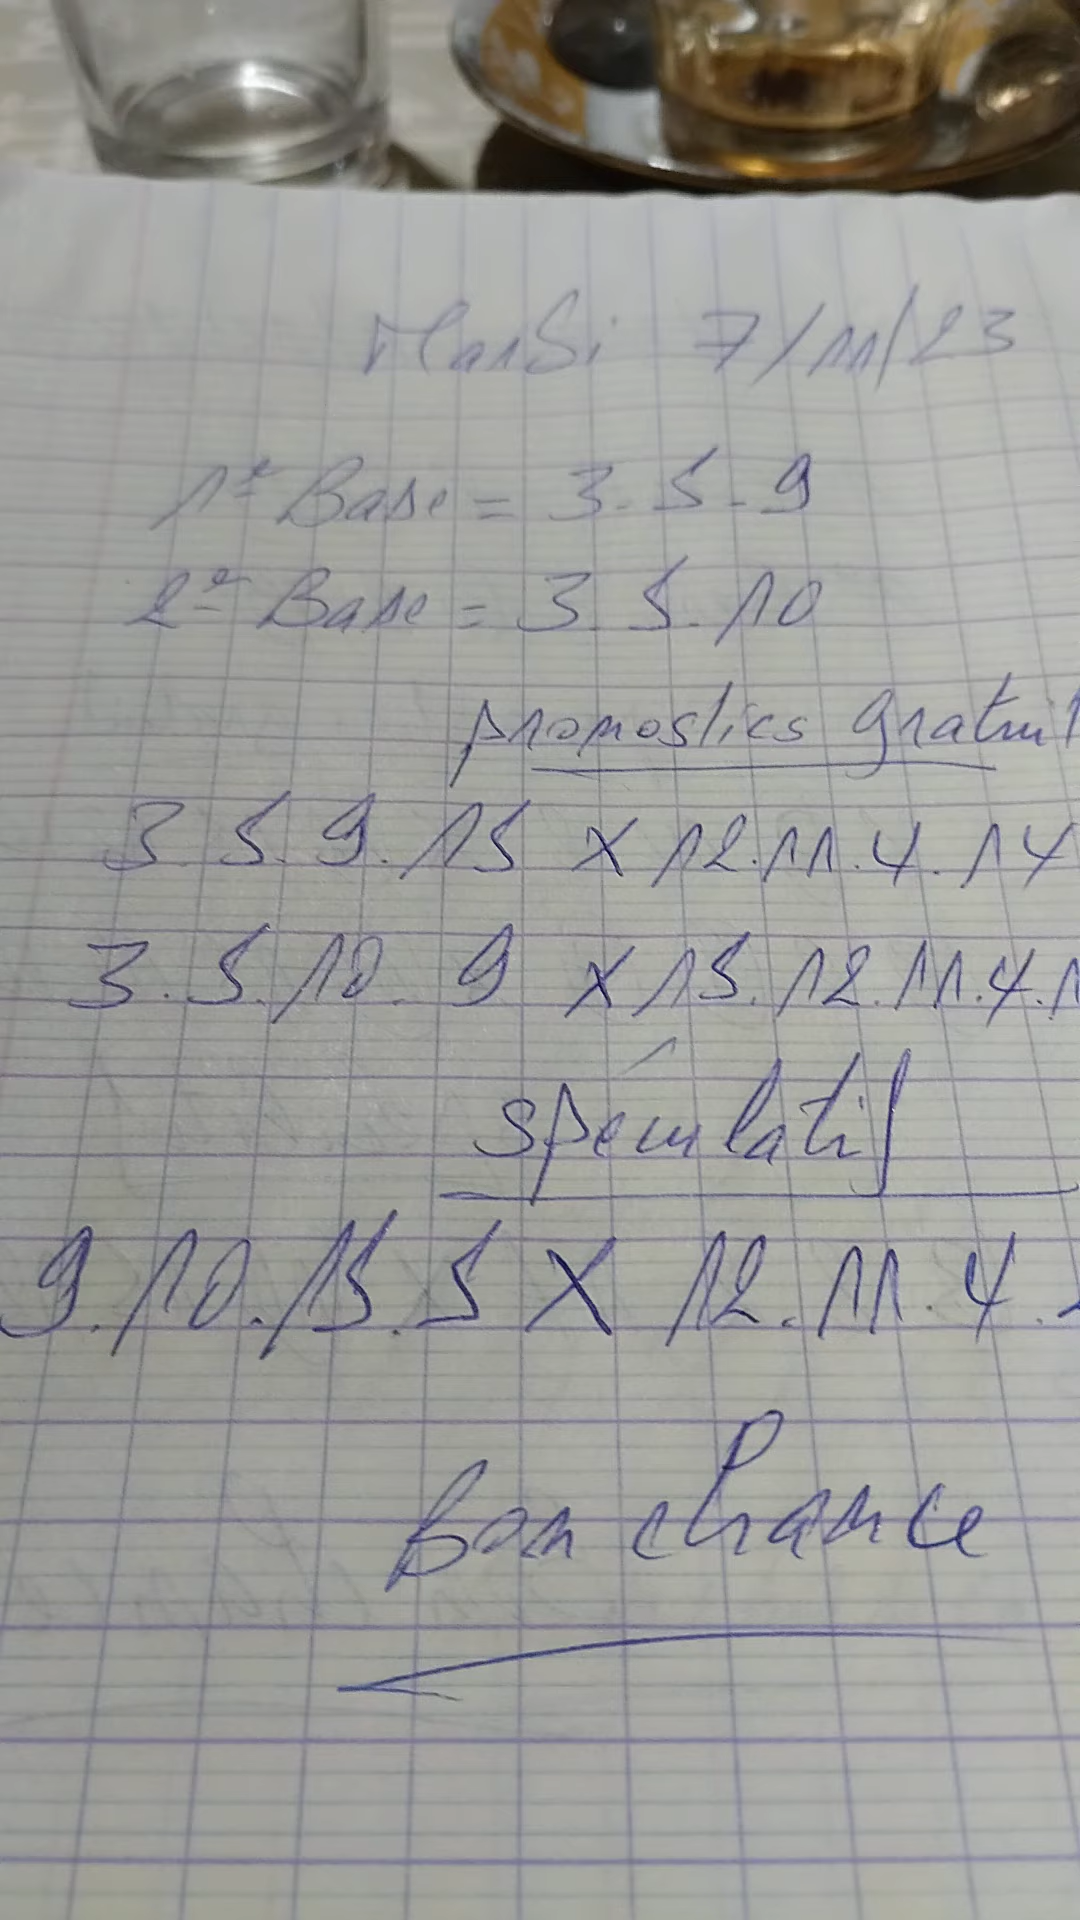 Mardi 7/11/23
1e Base = 3.5.9
2e Base = 3.5.10
pronostics gratuit
3.5.9.15 X 12.11.4.14
3.5.10.9 X 15.12.11.4.1
spéculatif
9.10.15.5 X 12.11.4.
bon chance